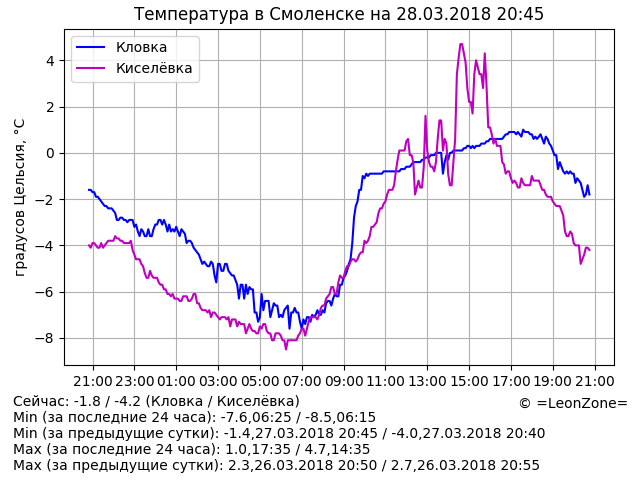 Температура в Смоленске на 28.03.2018 20:45
Кловка
Киселёвка
градусов Цельсия, °C
4
2
0
−2
−4
−6
−8
21:00 23:00 01:00 03:00 05:00 07:00 09:00 11:00 13:00 15:00 17:00 19:00 21:00
© =LeonZone=
Сейчас: -1.8 / -4.2 (Кловка / Киселёвка)
Min (за последние 24 часа): -7.6,06:25 / -8.5,06:15
Min (за предыдущие сутки): -1.4,27.03.2018 20:45 / -4.0,27.03.2018 20:40
Max (за последние 24 часа): 1.0,17:35 / 4.7,14:35
Max (за предыдущие сутки): 2.3,26.03.2018 20:50 / 2.7,26.03.2018 20:55